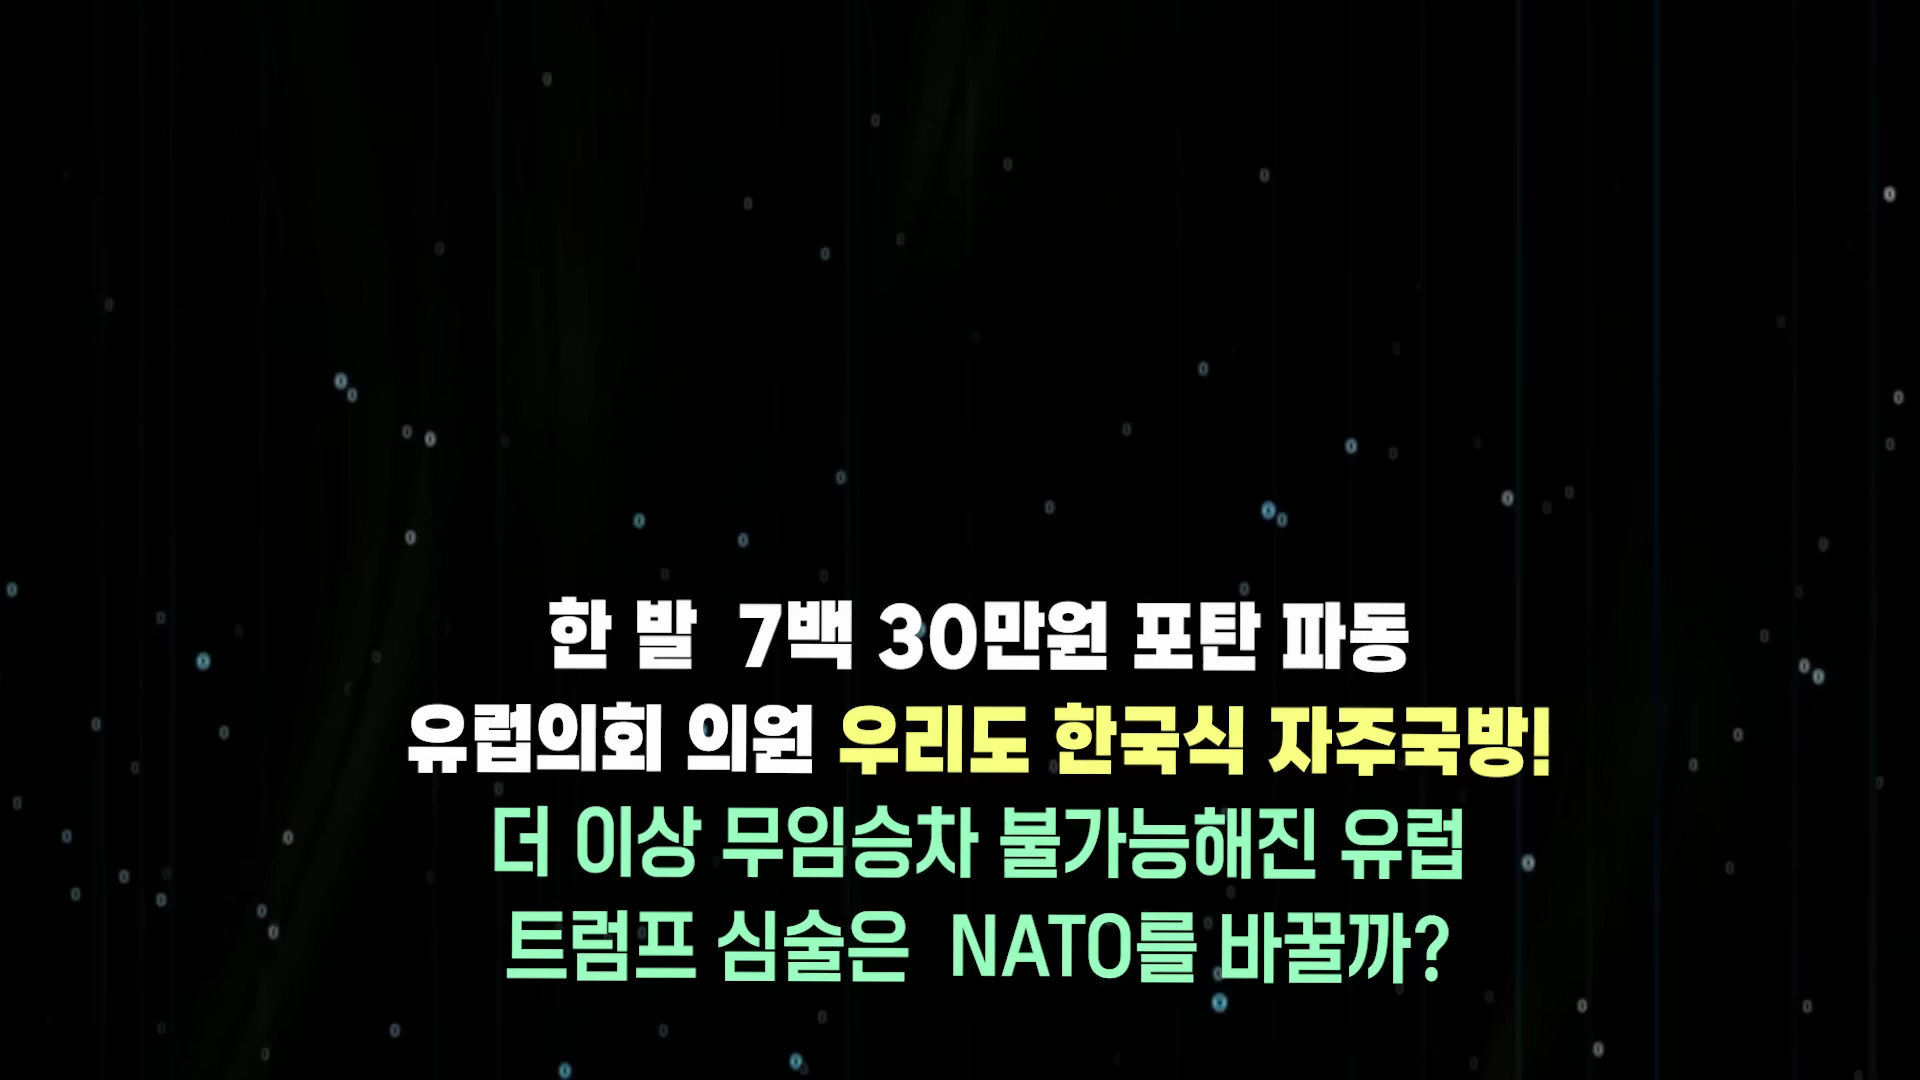 한 발 7백 30만원 포탄 파동
유럽의회 의원 우리도 한국식 자주국방!
더 이상 무임승차 불가능해진 유럽
트럼프 심술은 NATO를 바꿀까?